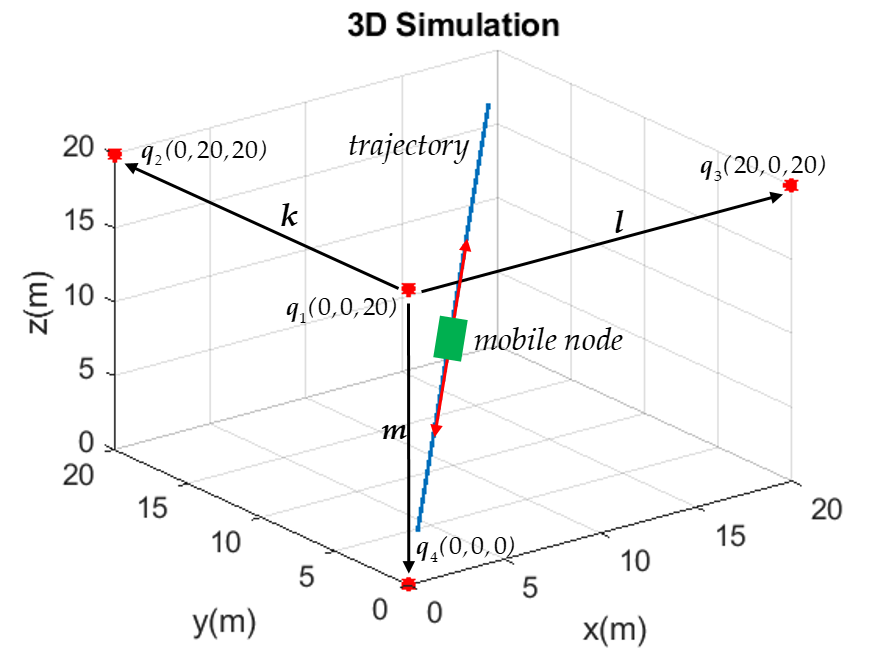 3D Simulation
20
q2(0,20,20)
trajectory
q3(20,0,20)
15
k
l
z(m)
10
q1(0,0,20)
mobile node
5
m
0
20
15
10
5
0
y(m)
q4(0,0,0)
0
5
10
15
20
x(m)